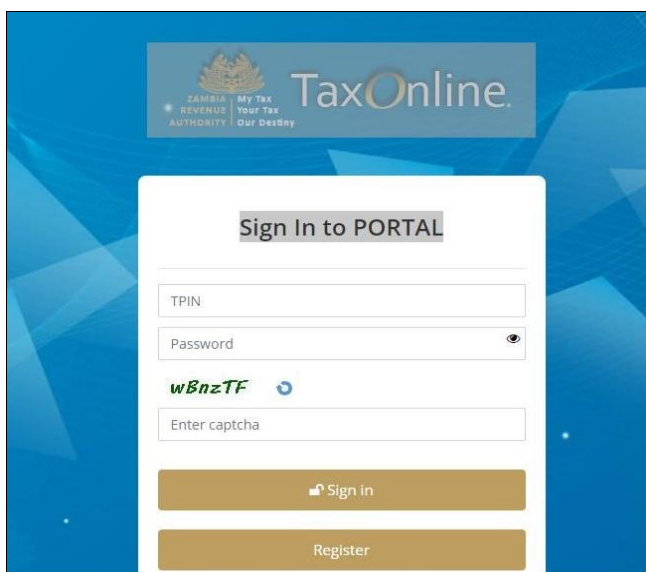 ZAMBIA
REVENUE
AUTHORITY
My Tax
Your Tax
Our Destiny
TaxOnline.
Sign In to PORTAL
TPIN
Password
wBnzTF
Enter captcha
Sign in
Register